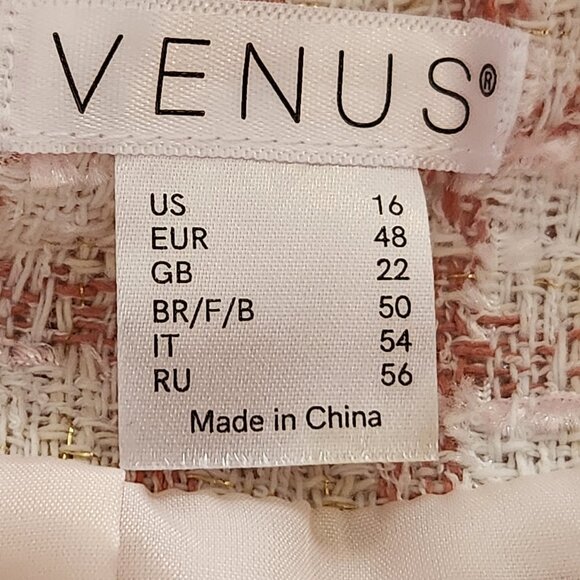 VENUS®
US 16
EUR 48
GB 22
BR/F/B 50
IT 54
RU 56
Made in China